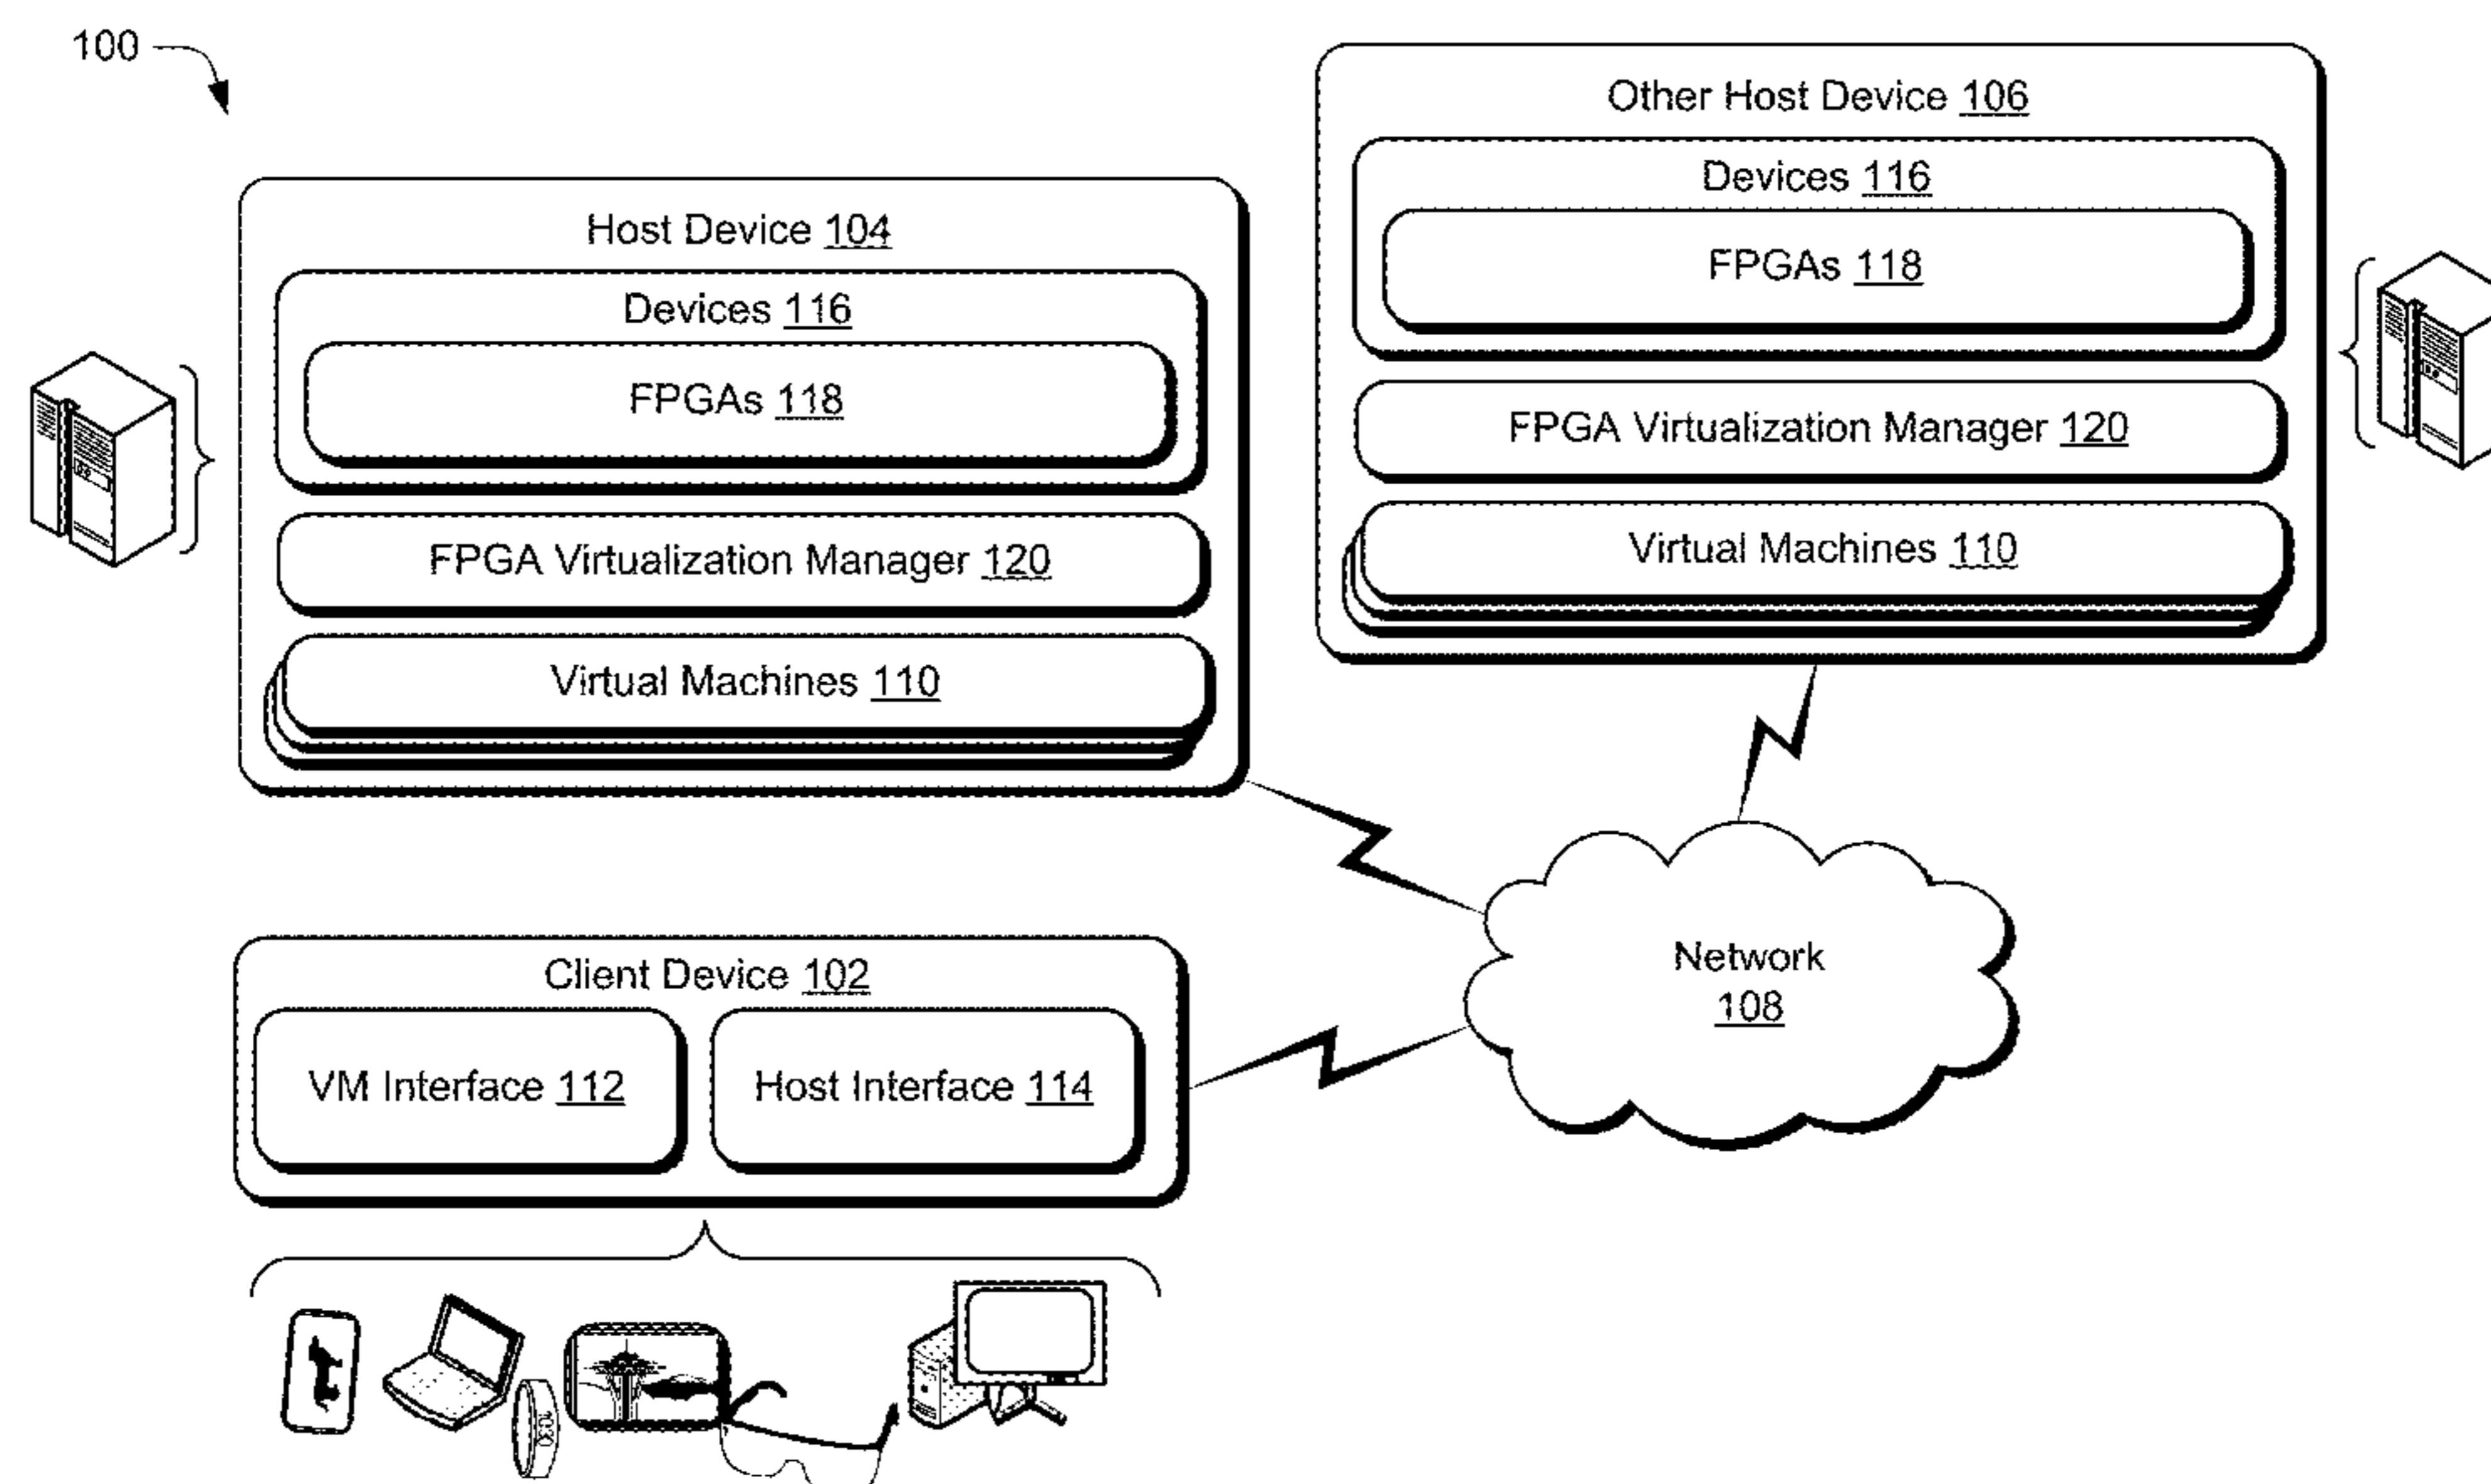 100
Host Device 104
Devices 116
FPGAs 118
FPGA Virtualization Manager 120
Virtual Machines 110
Other Host Device 106
Devices 116
FPGAs 118
FPGA Virtualization Manager 120
Virtual Machines 110
Client Device 102
VM Interface 112
Host Interface 114
Network
108
1030